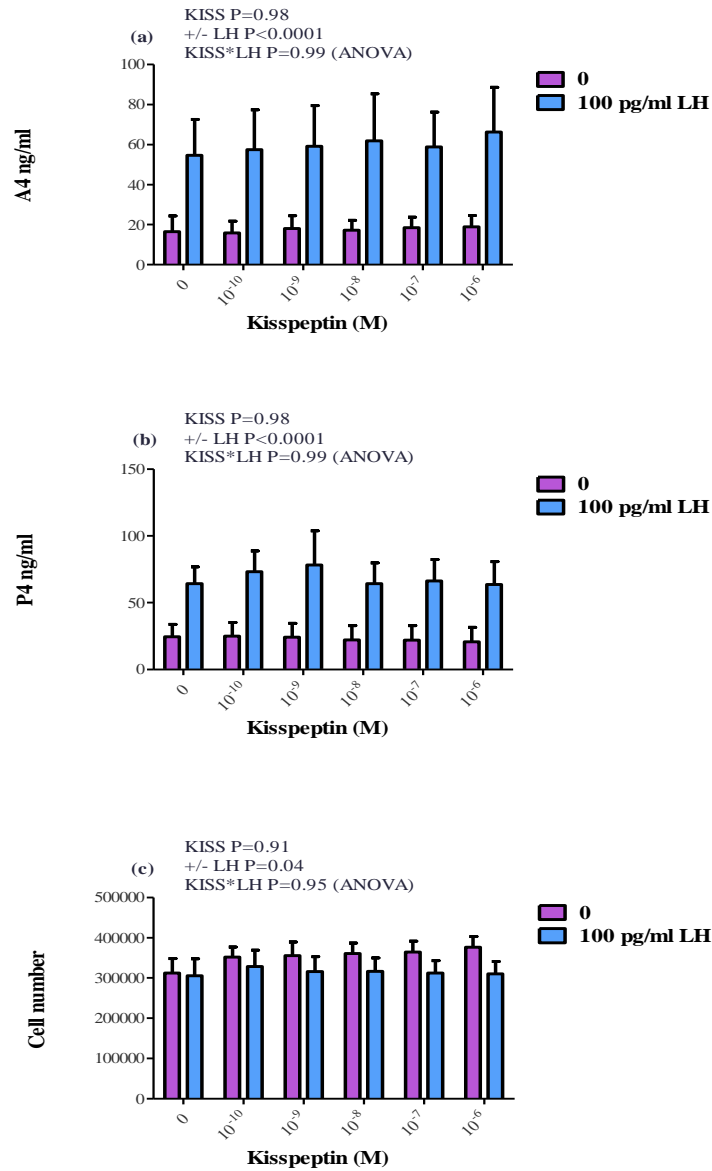 KISS P=0.98
(a) +/- LH P<0.0001
KISS*LH P=0.99 (ANOVA)
100
80
60
40
20
0
A4 ng/ml
0
100 pg/ml LH
0 10⁻¹⁰ 10⁻⁹ 10⁻⁸ 10⁻⁷ 10⁻⁶
Kisspeptin (M)
KISS P=0.98
(b) +/- LH P<0.0001
KISS*LH P=0.99 (ANOVA)
150
100
50
0
P4 ng/ml
0
100 pg/ml LH
0 10⁻¹⁰ 10⁻⁹ 10⁻⁸ 10⁻⁷ 10⁻⁶
Kisspeptin (M)
KISS P=0.91
(c) +/- LH P=0.04
KISS*LH P=0.95 (ANOVA)
500000
400000
300000
200000
100000
0
Cell number
0
100 pg/ml LH
0 10⁻¹⁰ 10⁻⁹ 10⁻⁸ 10⁻⁷ 10⁻⁶
Kisspeptin (M)